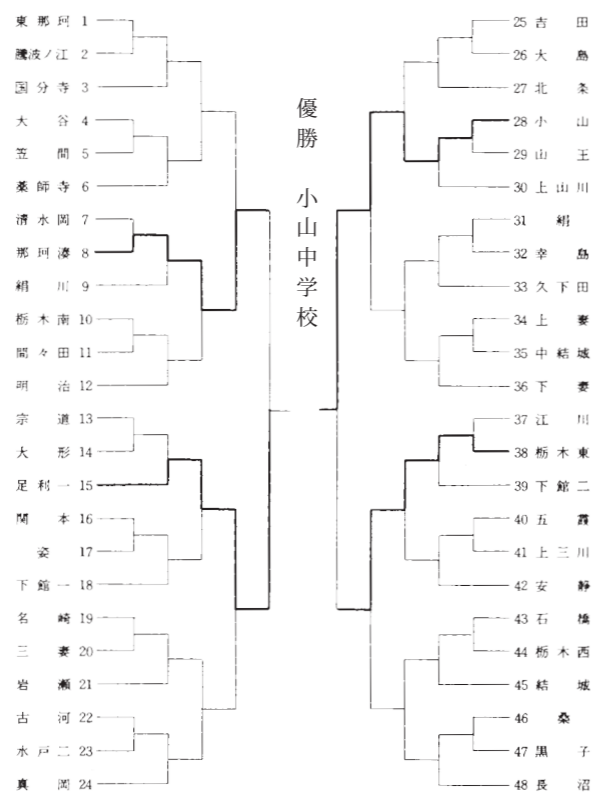 東那珂 1
騰波ノ江 2
国分寺 3
大谷 4
笠間 5
薬師寺 6
清水岡 7
那珂湊 8
絹川 9
栃木南 10
間々田 11
明治 12
宗道 13
大形 14
足利一 15
関本 16
姿 17
下館一 18
名崎 19
三妻 20
岩瀬 21
古河 22
水戸二 23
真岡 24
優勝 小山中学校
25 吉田
26 大島
27 北条
28 小山
29 山王
30 上山川
31 絹
32 幸島
33 久下田
34 上妻
35 中結城
36 下妻
37 江川
38 栃木東
39 下館二
40 五霞
41 上三川
42 安静
43 石橋
44 栃木西
45 結城
46 桑
47 黒子
48 長沼